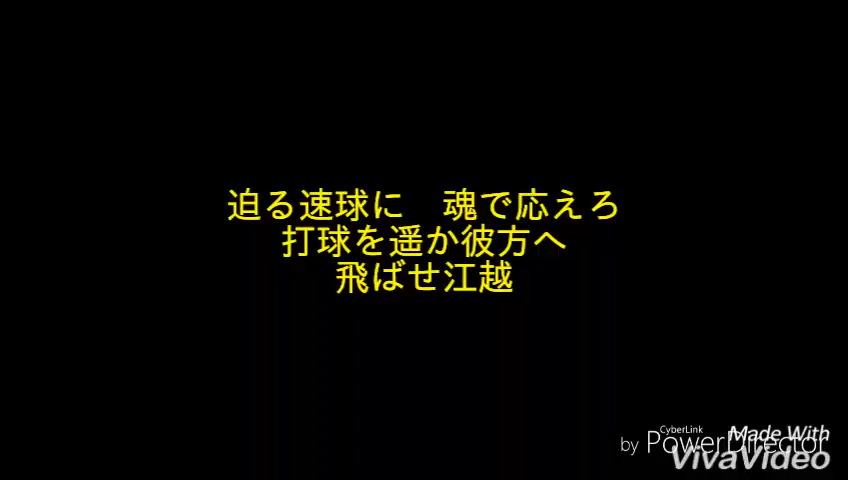 迫る速球に　魂で応えろ
打球を遥か彼方へ
飛ばせ江越
CyberLink
by PowerDirector
Made With
VivaVideo